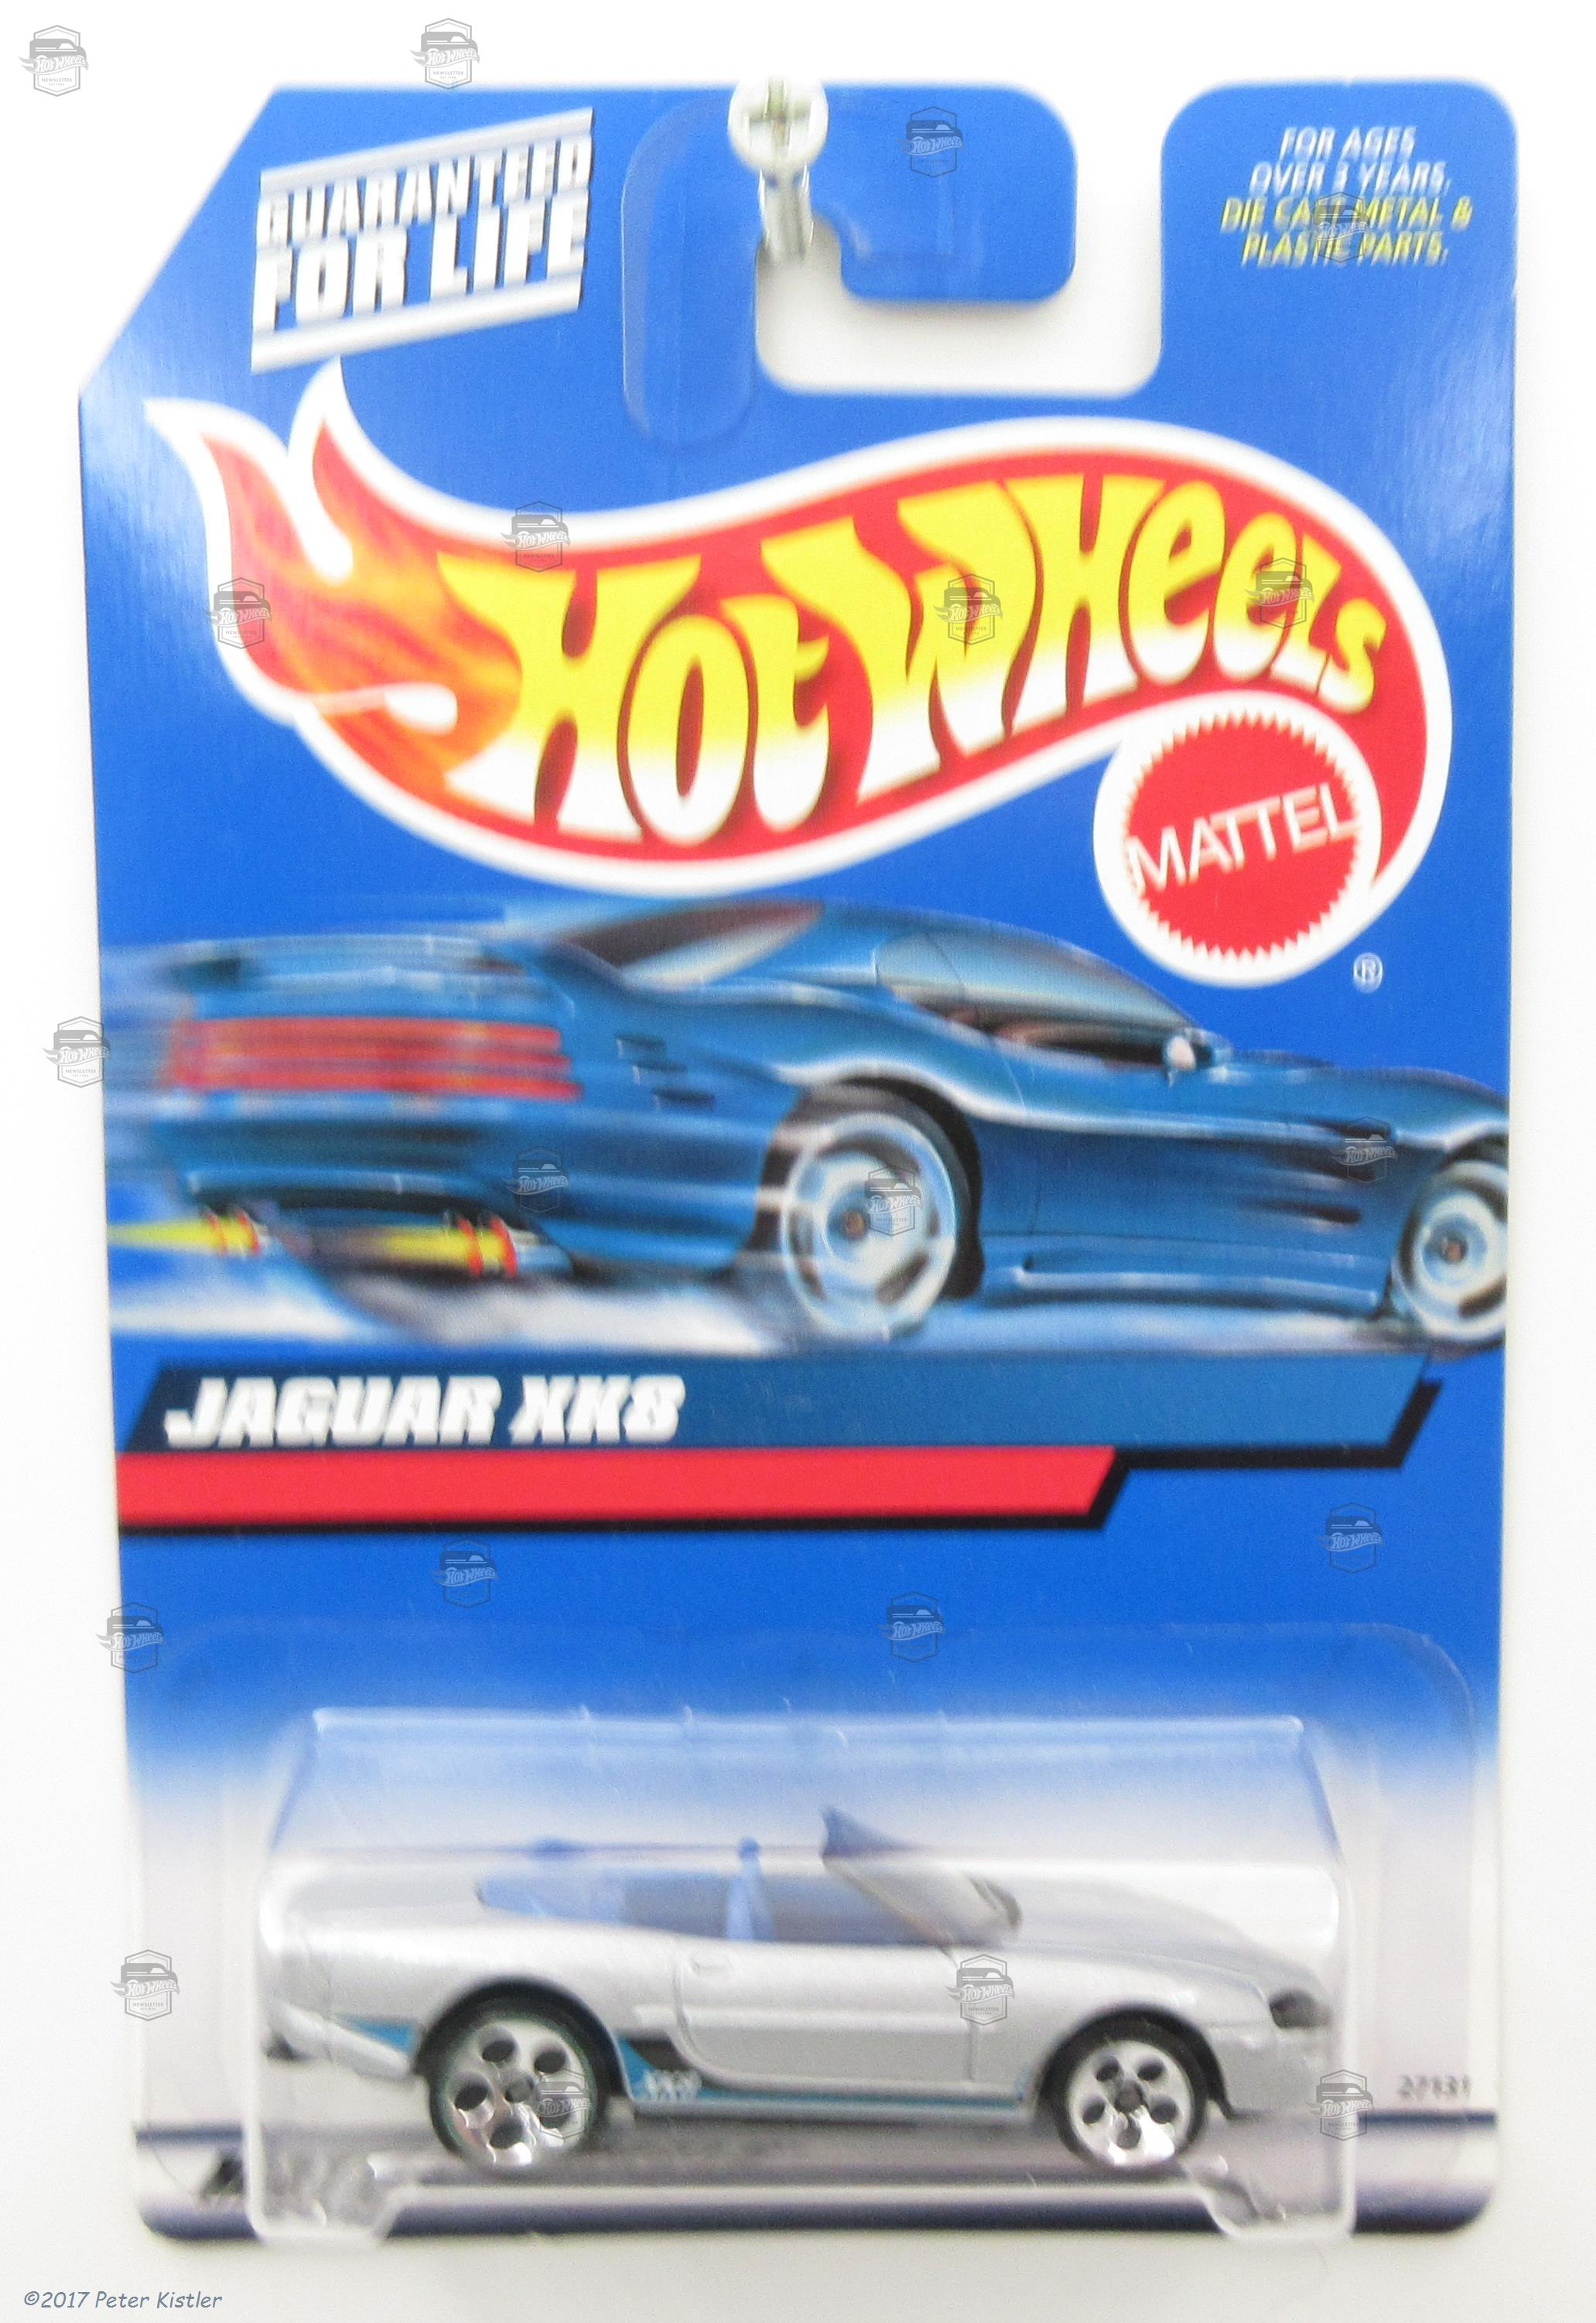 GUARANTEED
FOR LIFE
FOR AGES
OVER 3 YEARS.
DIE CAST METAL &
PLASTIC PARTS.
HOT WHEELS
MATTEL
®
JAGUAR XK8
27131
©2017 Peter Kistler